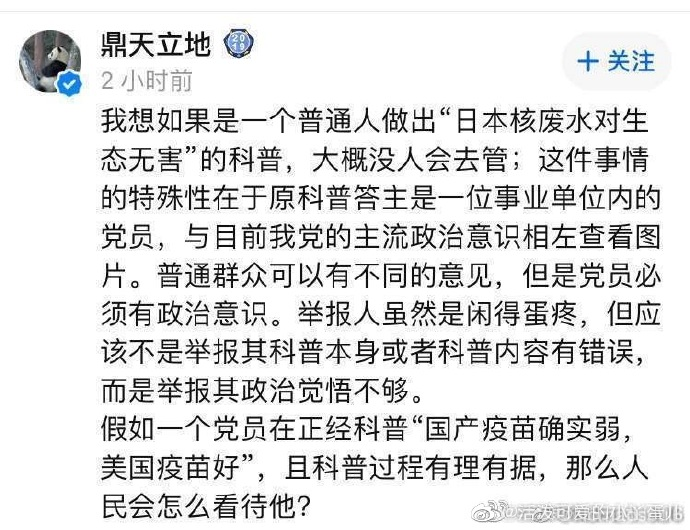 鼎天立地
2019
2 小时前
+ 关注
我想如果是一个普通人做出“日本核废水对生
态无害”的科普，大概没人会去管；这件事情
的特殊性在于原科普答主是一位事业单位内的
党员，与目前我党的主流政治意识相左查看图
片。普通群众可以有不同的意见，但是党员必
须有政治意识。举报人虽然是闲得蛋疼，但应
该不是举报其科普本身或者科普内容有错误，
而是举报其政治觉悟不够。
假如一个党员在正经科普“国产疫苗确实弱，
美国疫苗好”，且科普过程有理有据，那么人
民会怎么看待他？